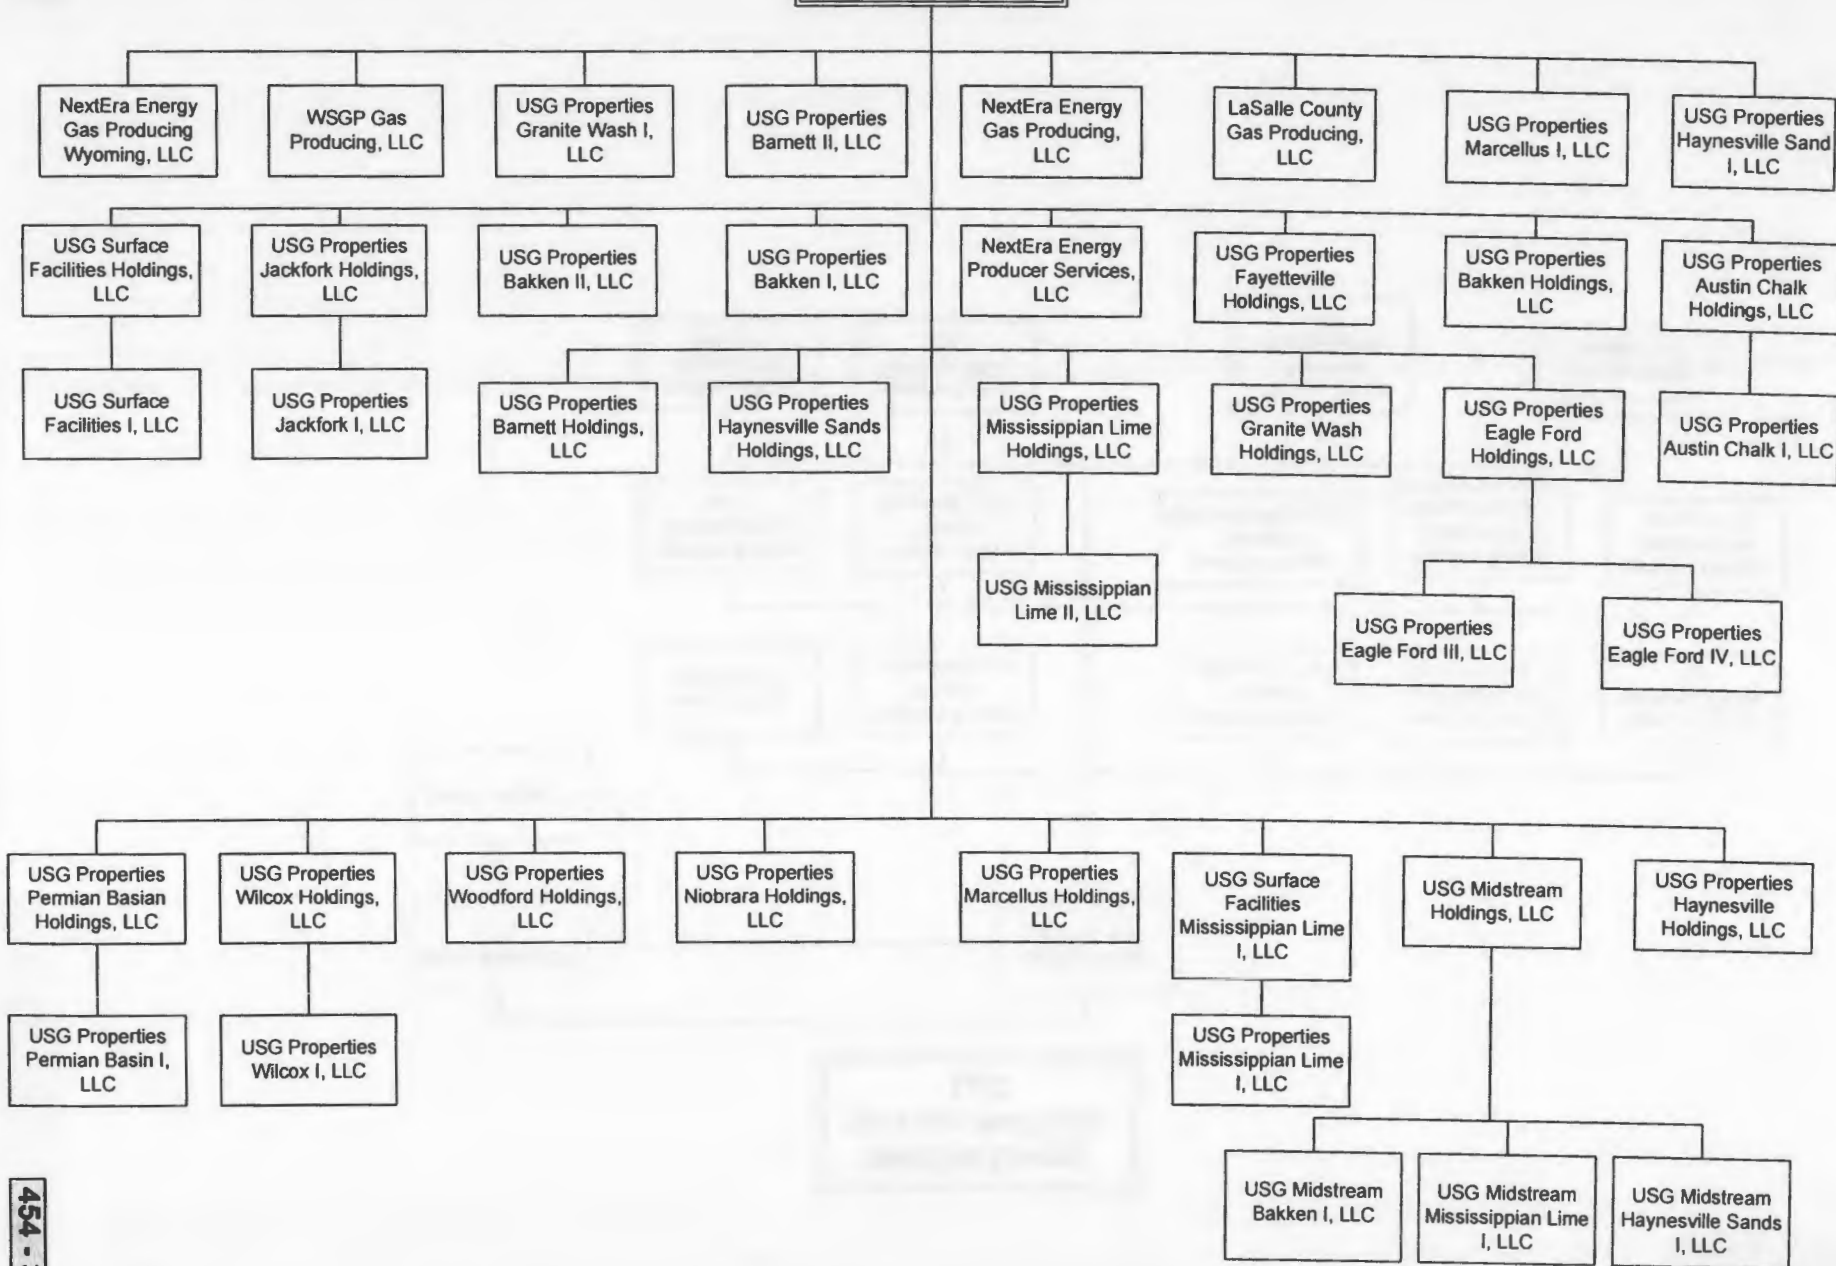 NextEra Energy
Gas Producing
Wyoming, LLC
WSGP Gas
Producing, LLC
USG Properties
Granite Wash I,
LLC
USG Properties
Barnett II, LLC
NextEra Energy
Gas Producing,
LLC
LaSalle County
Gas Producing,
LLC
USG Properties
Marcellus I, LLC
USG Properties
Haynesville Sand
I, LLC
USG Surface
Facilities Holdings,
LLC
USG Properties
Jackfork Holdings,
LLC
USG Properties
Bakken II, LLC
USG Properties
Bakken I, LLC
NextEra Energy
Producer Services,
LLC
USG Properties
Fayetteville
Holdings, LLC
USG Properties
Bakken Holdings,
LLC
USG Properties
Austin Chalk
Holdings, LLC
USG Surface
Facilities I, LLC
USG Properties
Jackfork I, LLC
USG Properties
Barnett Holdings,
LLC
USG Properties
Haynesville Sands
Holdings, LLC
USG Properties
Mississippian Lime
Holdings, LLC
USG Properties
Granite Wash
Holdings, LLC
USG Properties
Eagle Ford
Holdings, LLC
USG Properties
Austin Chalk I, LLC
USG Mississippian
Lime II, LLC
USG Properties
Eagle Ford III, LLC
USG Properties
Eagle Ford IV, LLC
USG Properties
Permian Basian
Holdings, LLC
USG Properties
Wilcox Holdings,
LLC
USG Properties
Woodford Holdings,
LLC
USG Properties
Niobrara Holdings,
LLC
USG Properties
Marcellus Holdings,
LLC
USG Surface
Facilities
Mississippian Lime
I, LLC
USG Midstream
Holdings, LLC
USG Properties
Haynesville
Holdings, LLC
USG Properties
Permian Basin I,
LLC
USG Properties
Wilcox I, LLC
USG Properties
Mississippian Lime
I, LLC
USG Midstream
Bakken I, LLC
USG Midstream
Mississippian Lime
I, LLC
USG Midstream
Haynesville Sands
I, LLC
454 -